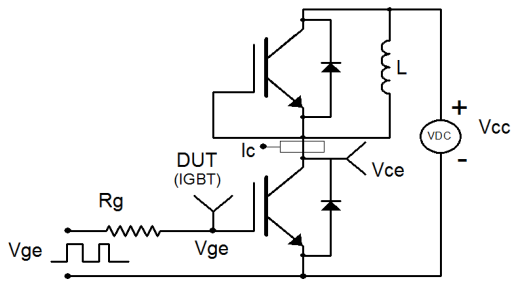 L
+
VDC
Vcc
-
Ic
DUT
(IGBT)
Vce
Rg
Vge
Vge